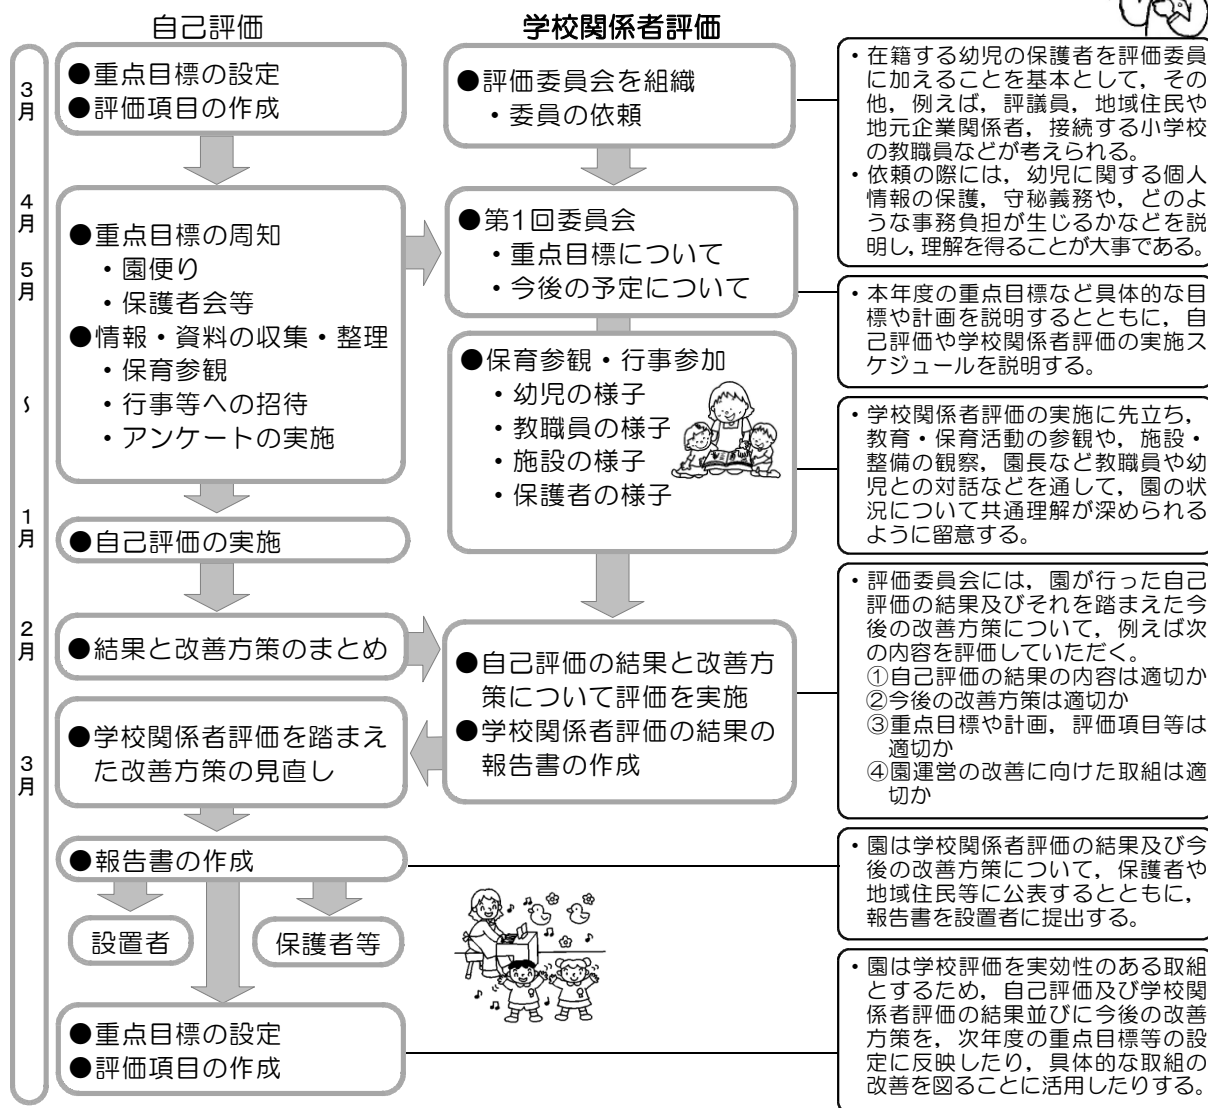 自己評価
学校関係者評価
3月
4月
5月
〜
1月
2月
3月
●重点目標の設定
●評価項目の作成
●重点目標の周知
・園便り
・保護者会等
●情報・資料の収集・整理
・保育参観
・行事等への招待
・アンケートの実施
●自己評価の実施
●結果と改善方策のまとめ
●学校関係者評価を踏まえ
た改善方策の見直し
●報告書の作成
設置者
保護者等
●重点目標の設定
●評価項目の作成
●評価委員会を組織
・委員の依頼
●第1回委員会
・重点目標について
・今後の予定について
●保育参観・行事参加
・幼児の様子
・教職員の様子
・施設の様子
・保護者の様子
●自己評価の結果と改善方
策について評価を実施
●学校関係者評価の結果の
報告書の作成
・在籍する幼児の保護者を評価委員
に加えることを基本として，その
他，例えば，評議員，地域住民や
地元企業関係者，接続する小学校
の教職員などが考えられる。
・依頼の際には，幼児に関する個人
情報の保護，守秘義務や，どのよ
うな事務負担が生じるかなどを説
明し，理解を得ることが大事である。
・本年度の重点目標など具体的な目
標や計画を説明するとともに，自
己評価や学校関係者評価の実施ス
ケジュールを説明する。
・学校関係者評価の実施に先立ち，
教育・保育活動の参観や，施設・
整備の観察，園長など教職員や幼
児との対話などを通して，園の状
況について共通理解が深められる
ように留意する。
・評価委員会には，園が行った自己
評価の結果及びそれを踏まえた今
後の改善方策について，例えば次
の内容を評価していただく。
①自己評価の結果の内容は適切か
②今後の改善方策は適切か
③重点目標や計画，評価項目等は
適切か
④園運営の改善に向けた取組は適
切か
・園は学校関係者評価の結果及び今
後の改善方策について，保護者や
地域住民等に公表するとともに，
報告書を設置者に提出する。
・園は学校評価を実効性のある取組
とするため，自己評価及び学校関
係者評価の結果並びに今後の改善
方策を，次年度の重点目標等の設
定に反映したり，具体的な取組の
改善を図ることに活用したりする。